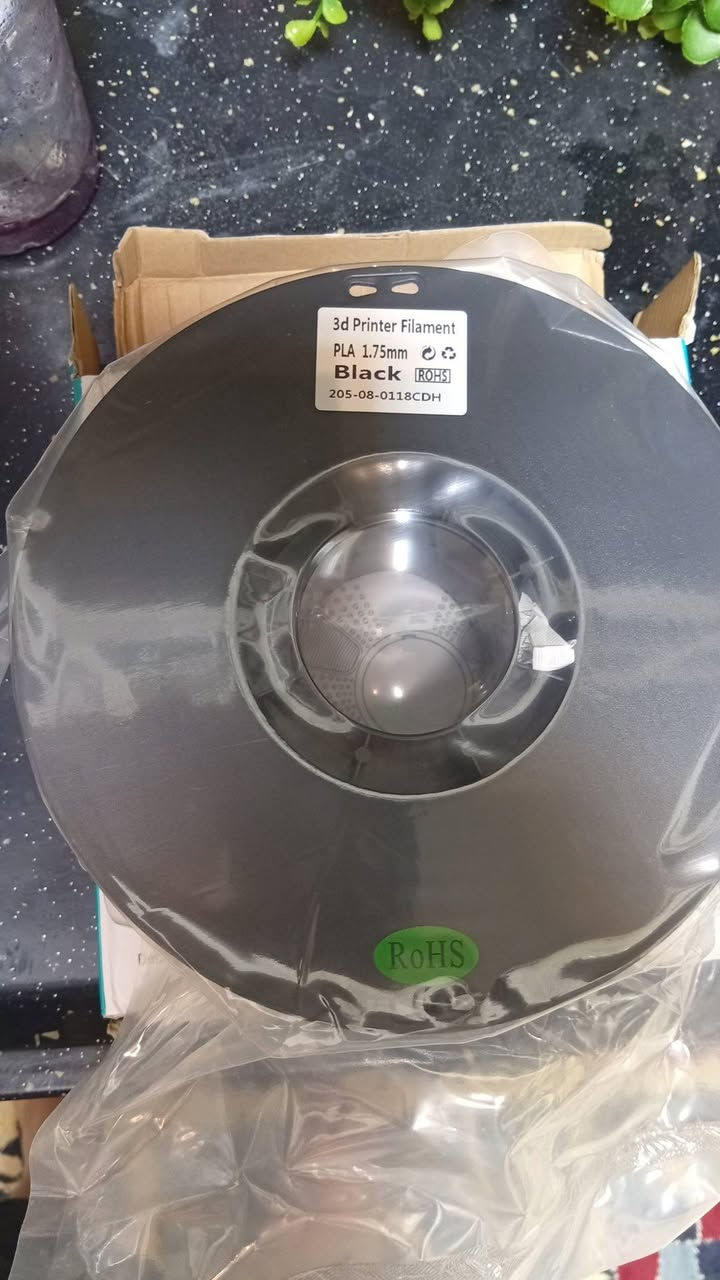 3d Printer Filament
PLA 1.75mm
Black ROHS
205-08-0118CDH
RoHS